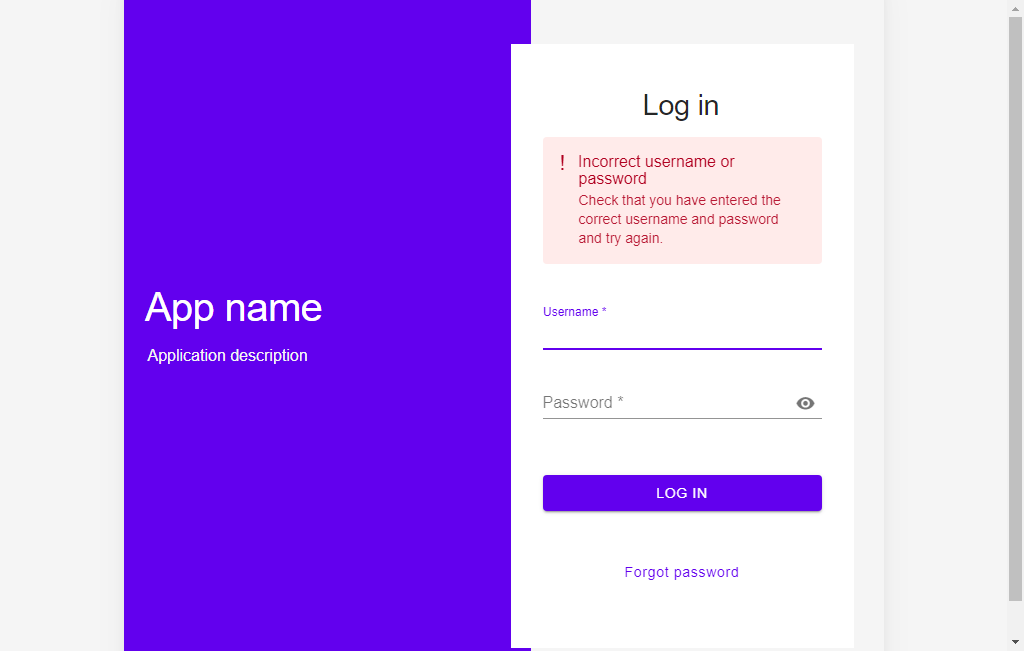 Log in
! Incorrect username or
password
Check that you have entered the
correct username and password
and try again.
App name
Application description
Username *
Password *
LOG IN
Forgot password